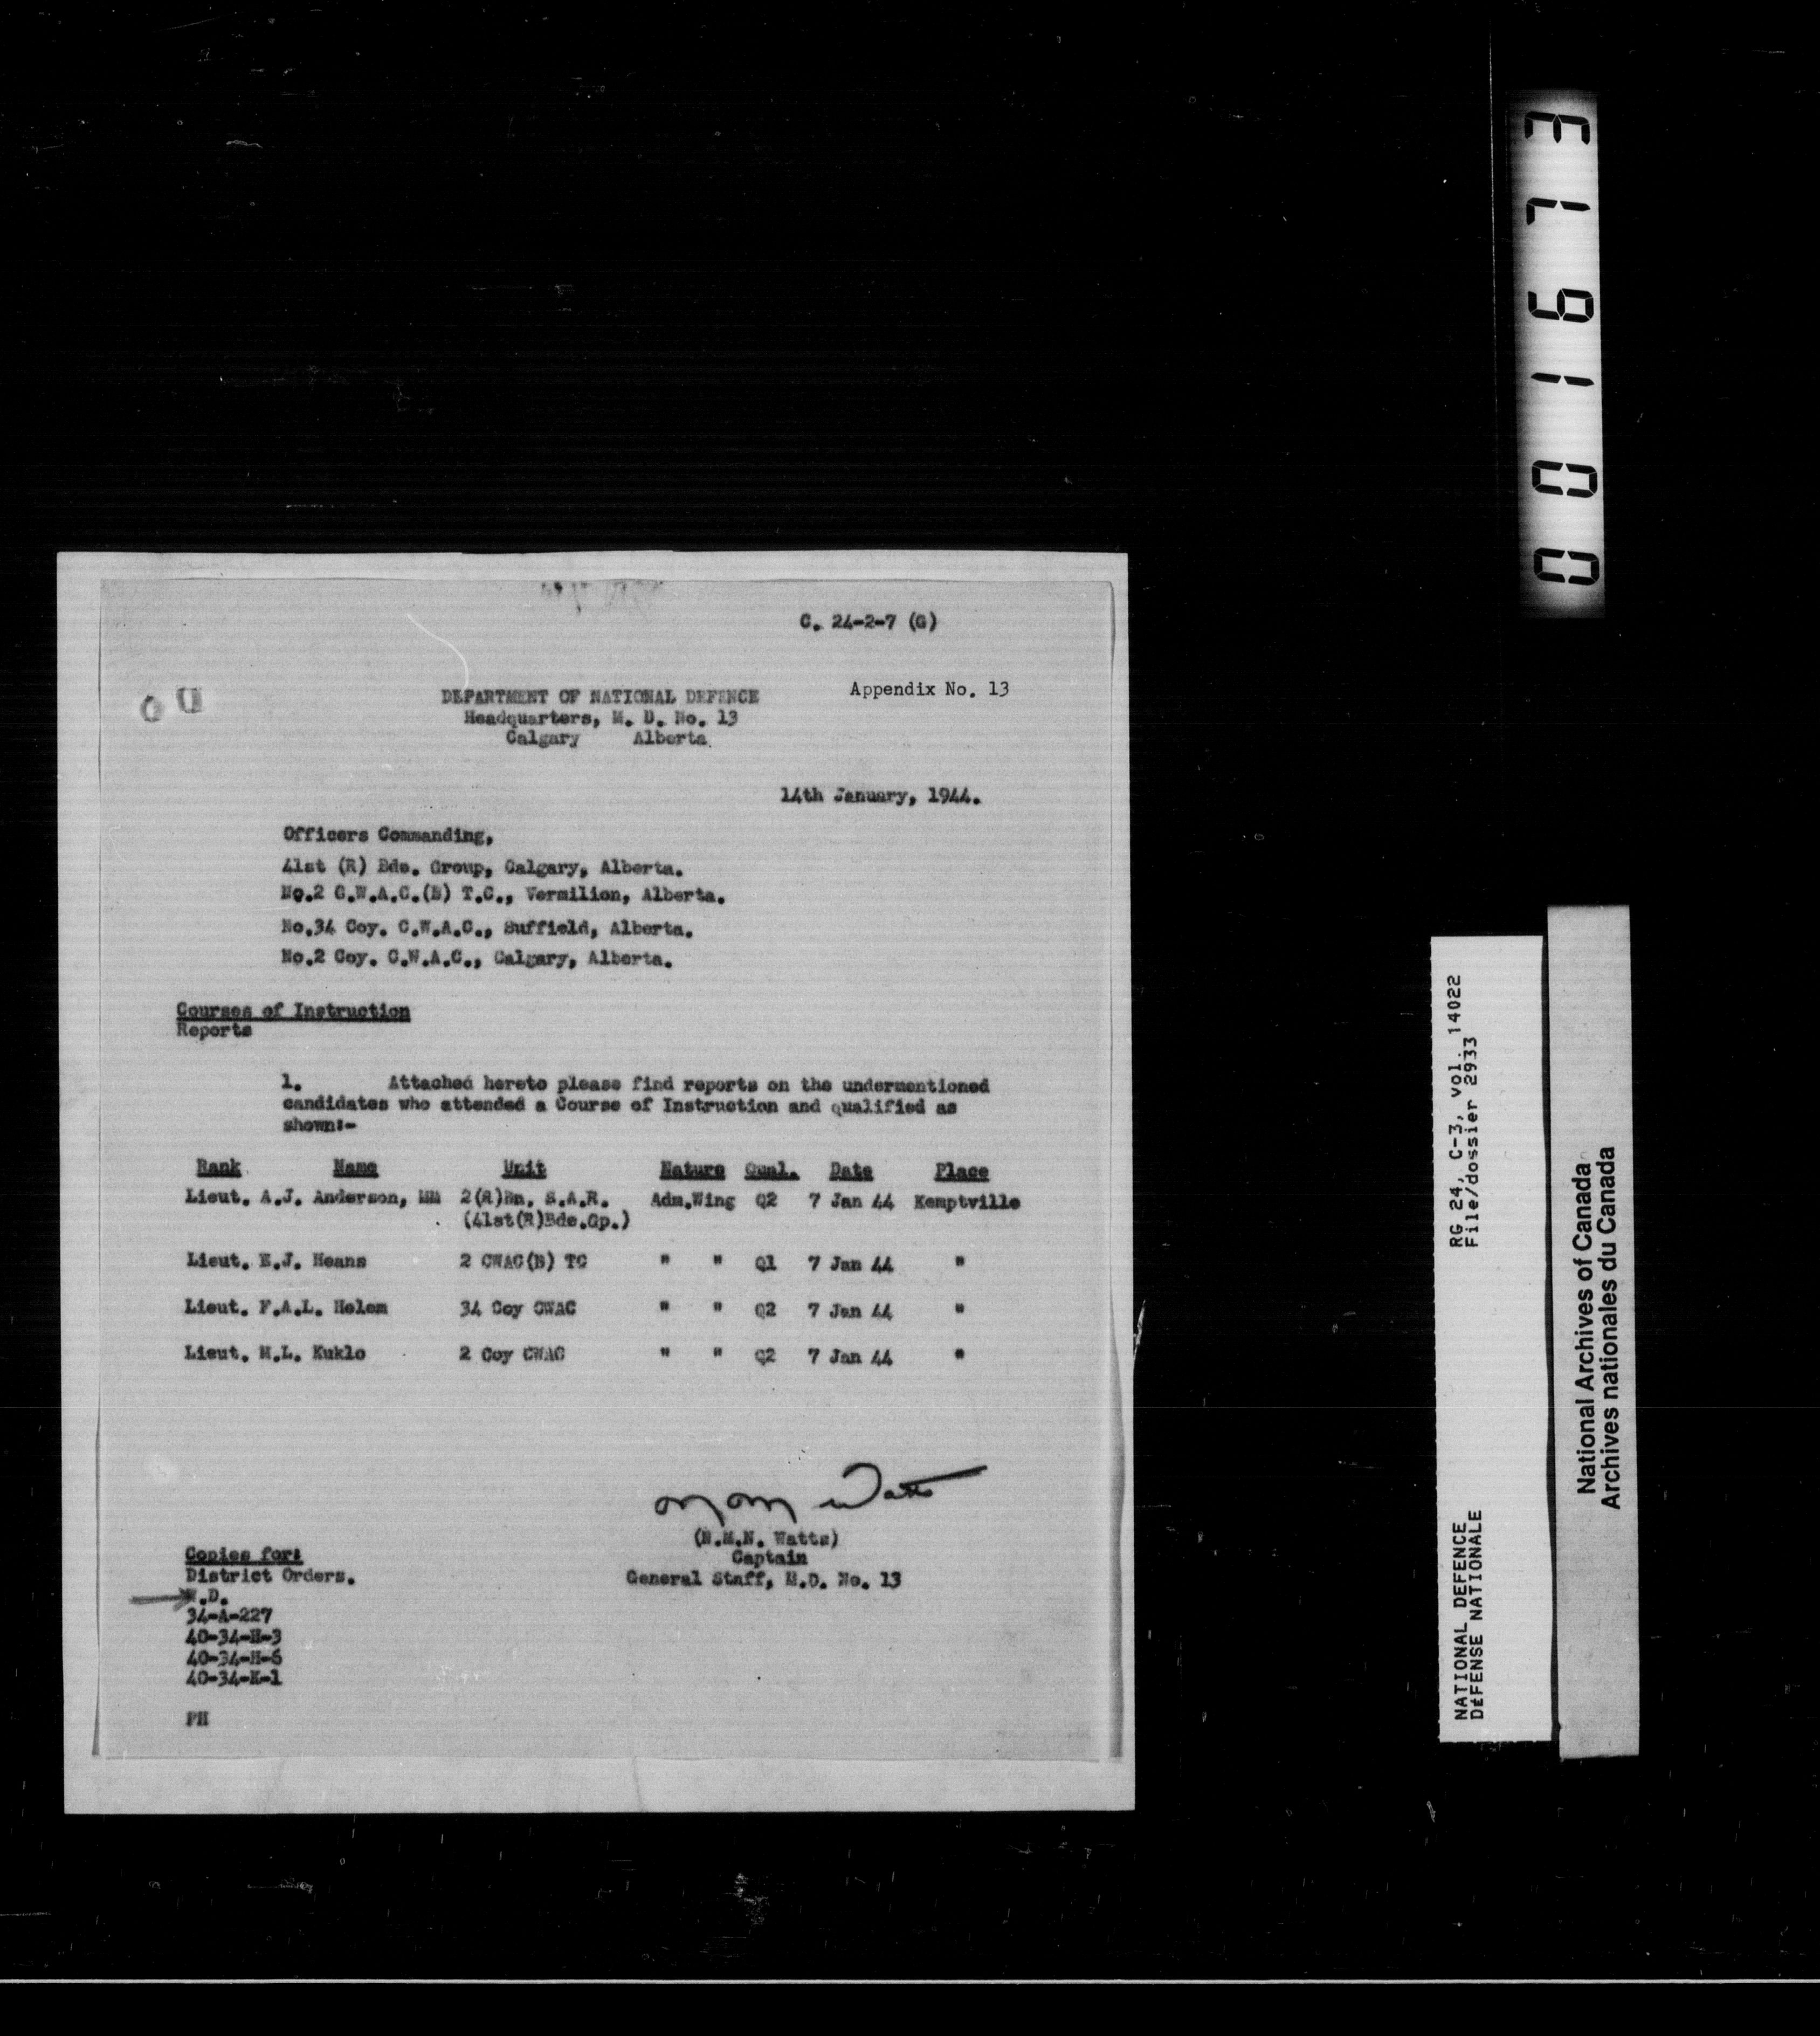 C. 24-2-7 (G)
Appendix No. 13
DEPARTMENT OF NATIONAL DEFENCE
Headquarters, M. D. No. 13
Calgary Alberta
14th January, 1944.
Officers Commanding,
41st (R) Bde. Group, Calgary, Alberta.
No.2 C.W.A.C.(B) T.C., Vermilion, Alberta.
No.34 Coy. C.W.A.C., Suffield, Alberta.
No.2 Coy. C.W.A.C., Calgary, Alberta.
Courses of Instruction
Reports
1. Attached hereto please find reports on the undermentioned
candidates who attended a Course of Instruction and qualified as
shown:-
Rank Name Unit Nature Qual. Date Place
Lieut. A.J. Anderson, MM 2(R)Bn, S.A.R. Adm.Wing Q2 7 Jan 44 Kemptville
(41st(R)Bde.Gp.)
Lieut. E.J. Heans 2 CWAC(B) TC " " Q1 7 Jan 44 "
Lieut. F.A.L. Helem 34 Coy CWAC " " Q2 7 Jan 44 "
Lieut. M.L. Kuklo 2 Coy CWAC " " Q2 7 Jan 44 "
Watts
(N.M.N. Watts)
Captain
General Staff, M.D. No. 13
Copies for:
District Orders.
W.D.
34-A-227
40-34-H-3
40-34-H-6
40-34-K-1
PH
001673
RG 24, C-3, vol. 14022
File/dossier 2933
NATIONAL DEFENCE
DEFENSE NATIONALE
National Archives of Canada
Archives nationales du Canada